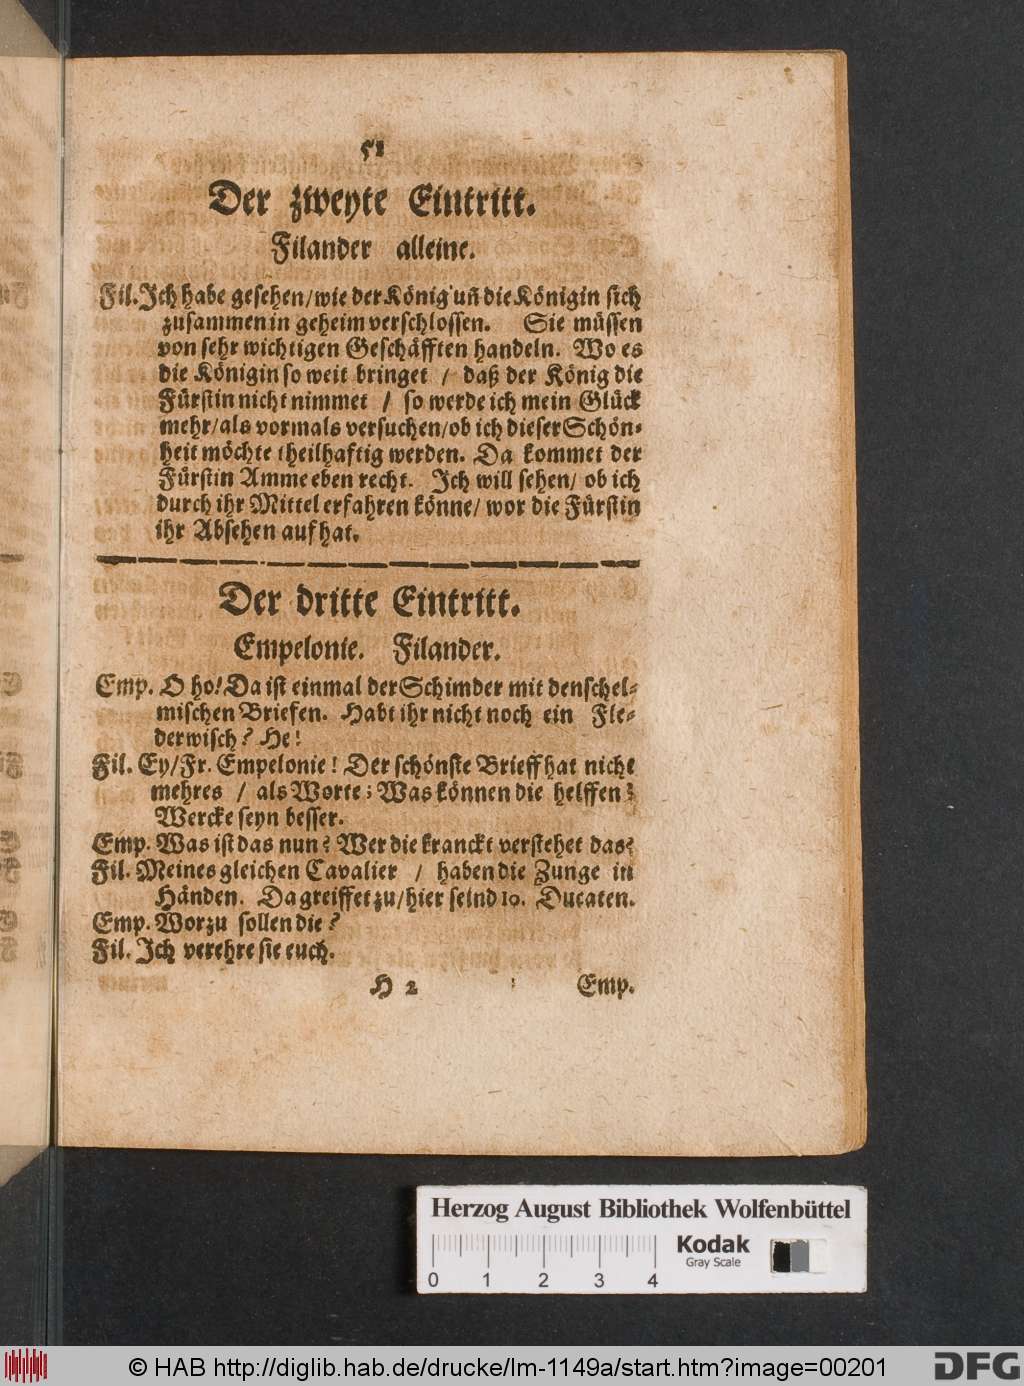 51
Der zweyte Eintritt.
Filander alleine.
Fil. Ich habe gesehen/wie der König uñ die Königin sich
zusammen in geheim verschlossen. Sie müssen
von sehr wichtigen Geschäfften handeln. Wo es
die Königin so weit bringet / daß der König die
Fürstin nicht nimmet / so werde ich mein Glück
mehr/als vormals versuchen/ob ich dieser Schön-
heit möchte theilhaftig werden. Da kommet der
Fürstin Amme eben recht. Ich will sehen/ ob ich
durch ihr Mittel erfahren könne/ wor die Fürstin
ihr Absehen auf hat.
Der dritte Eintritt.
Empelonie. Filander.
Emp. O ho! Da ist einmal der Schimder mit den schel-
mischen Briefen. Habt ihr nicht noch ein Fle-
derwisch? He!
Fil. Ey/Fr. Empelonie! Der schönste Brieff hat nicht
mehres / als Worte; Was können die helffen?
Wercke seyn besser.
Emp. Was ist das nun? Wer die kranckt verstehet das?
Fil. Meines gleichen Cavalier / haben die Zunge in
Händen. Da greiffet zu/hier seind 10. Ducaten.
Emp. Worzu sollen die?
Fil. Ich verehre sie euch.
H 2 Emp.
Herzog August Bibliothek Wolfenbüttel
Kodak
Gray Scale
0 1 2 3 4
© HAB http://diglib.hab.de/drucke/lm-1149a/start.htm?image=00201
DFG